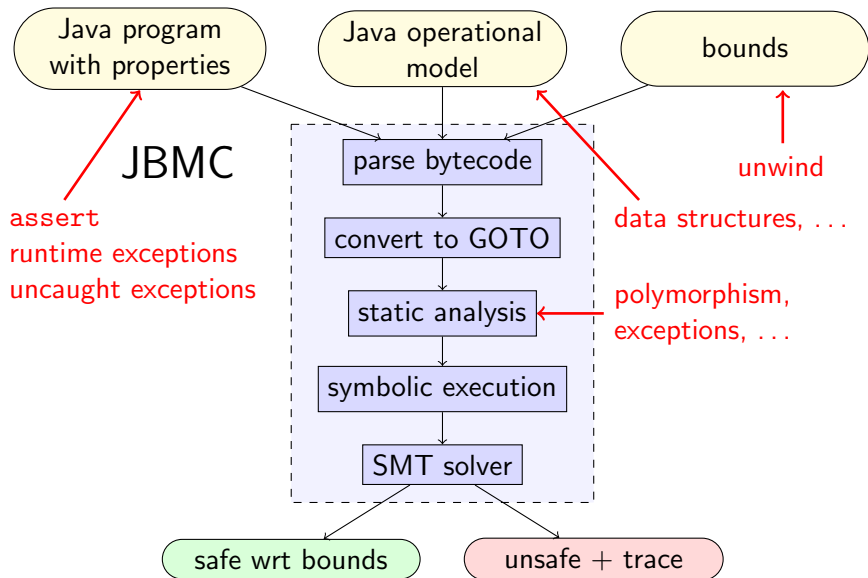 Java program
with properties
Java operational
model
bounds
JBMC
parse bytecode
unwind
assert
runtime exceptions
uncaught exceptions
data structures, ...
convert to GOTO
static analysis
polymorphism,
exceptions, ...
symbolic execution
SMT solver
safe wrt bounds
unsafe + trace